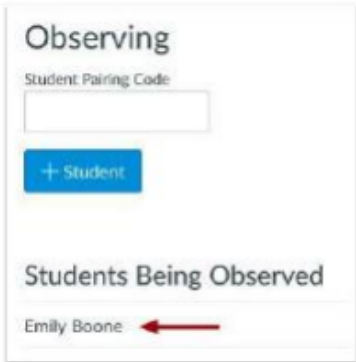 Observing
Student Pairing Code
+ Student
Students Being Observed
Emily Boone